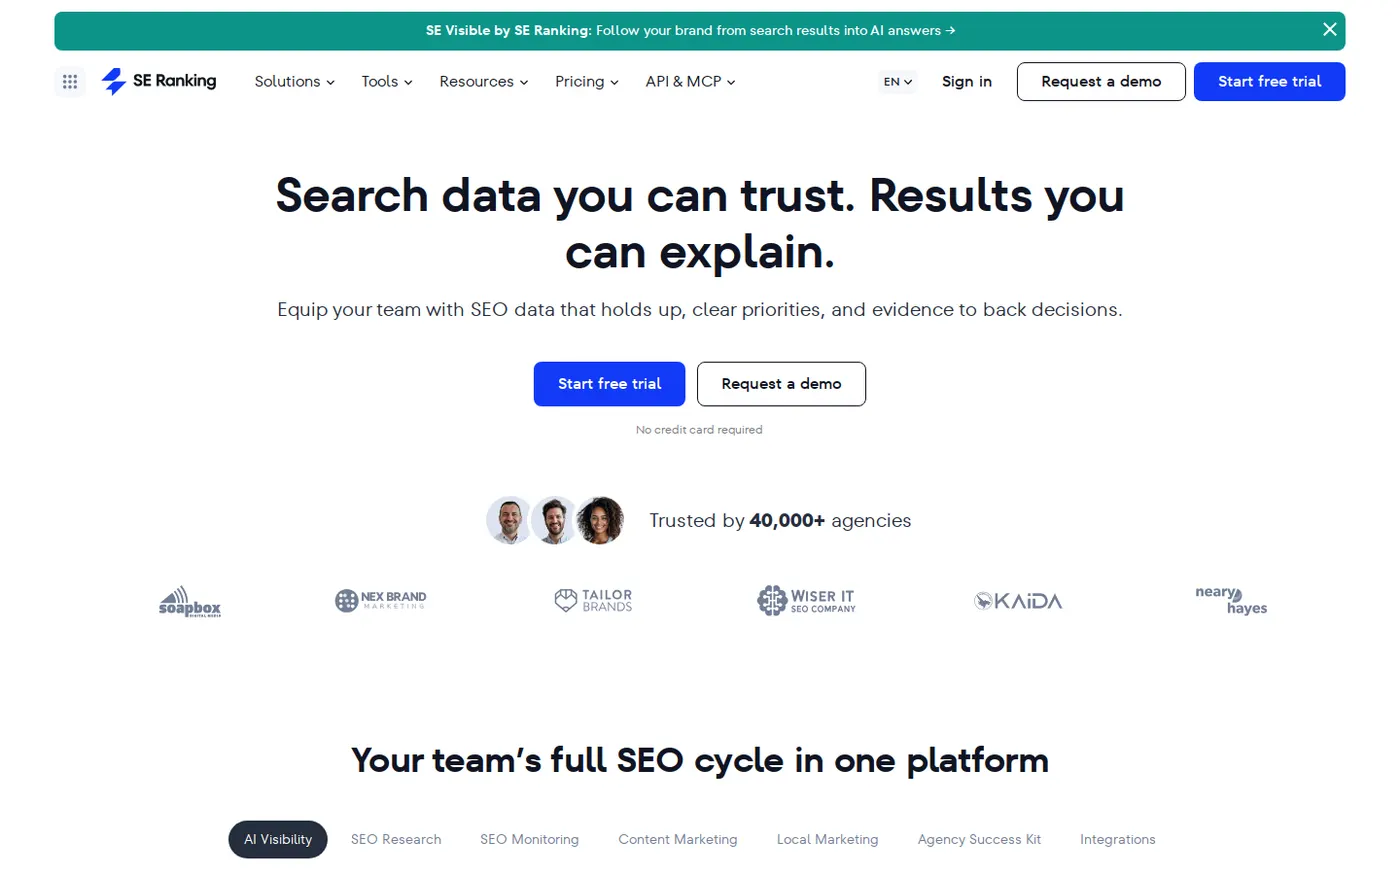 SE Visible by SE Ranking: Follow your brand from search results into AI answers →
SE Ranking
Solutions
Tools
Resources
Pricing
API & MCP
EN
Sign in
Request a demo
Start free trial
Search data you can trust. Results you
can explain.
Equip your team with SEO data that holds up, clear priorities, and evidence to back decisions.
Start free trial
Request a demo
No credit card required
Trusted by 40,000+ agencies
soapbox
DIGITAL MEDIA
NEX BRAND
MARKETING
TAILOR
BRANDS
WISER IT
SEO COMPANY
KAiDA
neary
hayes
Your team’s full SEO cycle in one platform
AI Visibility
SEO Research
SEO Monitoring
Content Marketing
Local Marketing
Agency Success Kit
Integrations